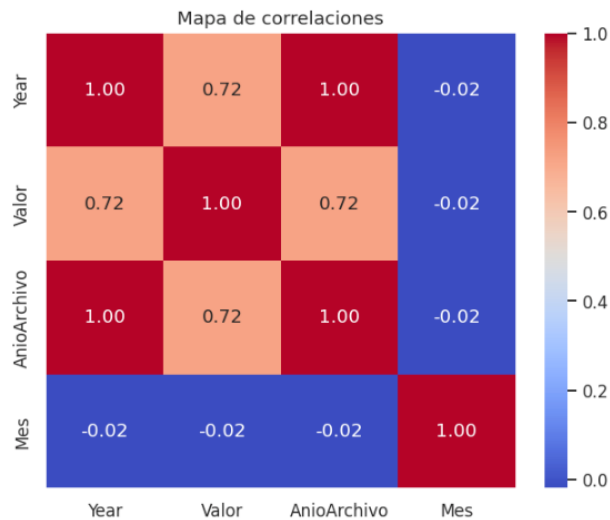 Mapa de correlaciones
Year 1.00 0.72 1.00 -0.02
Valor 0.72 1.00 0.72 -0.02
AnioArchivo 1.00 0.72 1.00 -0.02
Mes -0.02 -0.02 -0.02 1.00
Year Valor AnioArchivo Mes
1.0
0.8
0.6
0.4
0.2
0.0